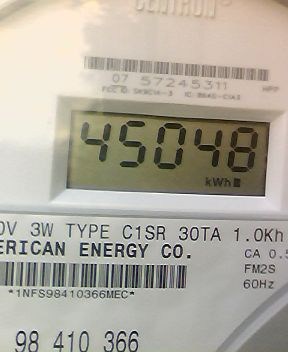 CENTRON®
07 57245311
HPP
45048
kWh
0V 3W TYPE C1SR 30TA 1.0Kh
ERICAN ENERGY CO.
CA 0.5
*1NFS98410366MEC*
FM2S
60Hz
98 410 366